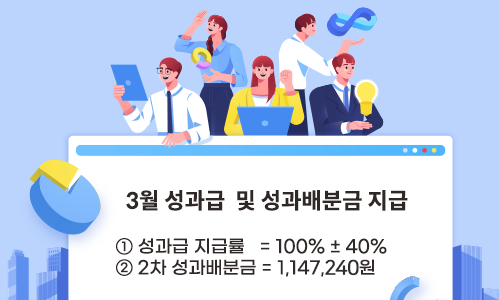 3월 성과급 및 성과배분금 지급
① 성과급 지급률 = 100% ± 40%
② 2차 성과배분금 = 1,147,240원